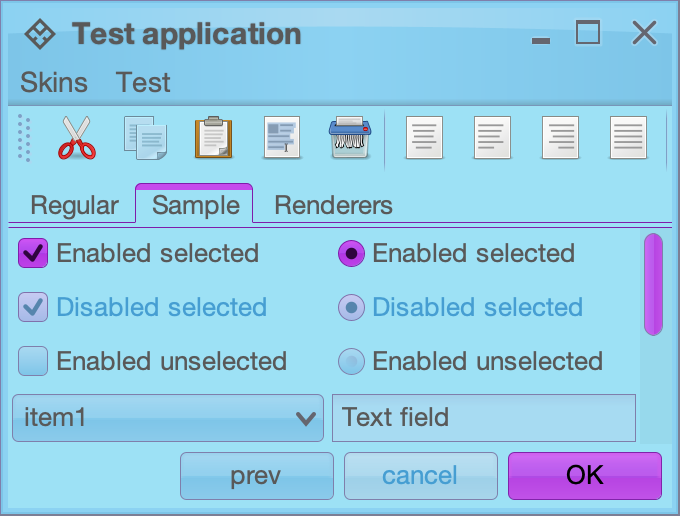 Test application
Skins Test
Regular Sample Renderers
Enabled selected Enabled selected
Disabled selected Disabled selected
Enabled unselected Enabled unselected
item1 Text field
prev cancel OK